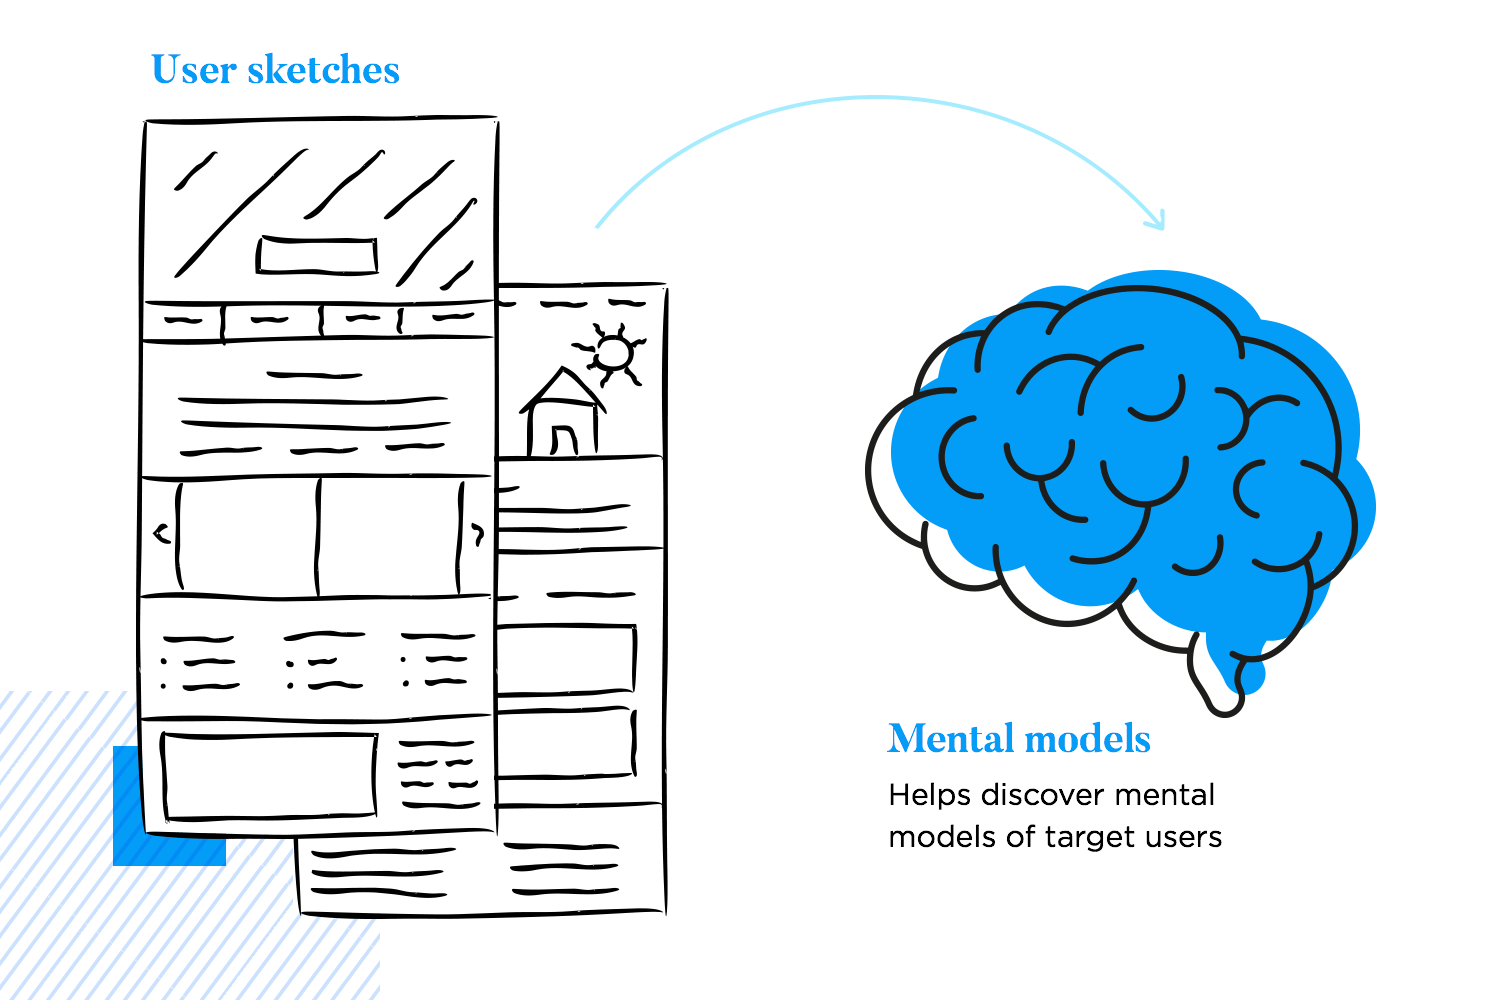 User sketches
Mental models
Helps discover mental
models of target users